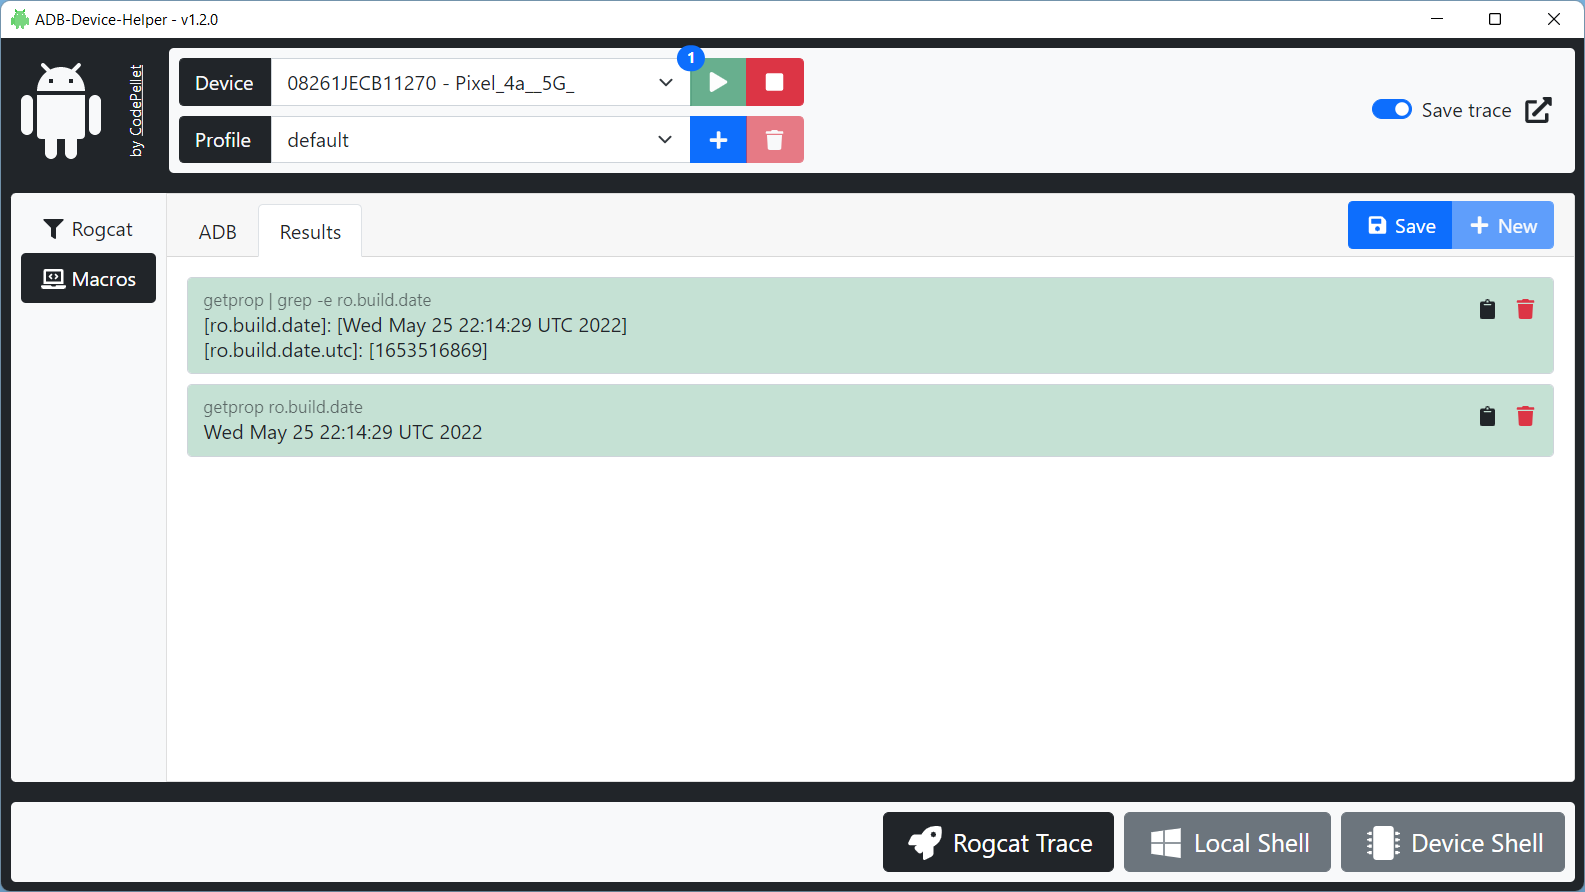 ADB-Device-Helper - v1.2.0
by CodePellet
Device
08261JECB11270 - Pixel_4a__5G_
1
Profile
default
Save trace
Rogcat
Macros
ADB
Results
Save
New
getprop | grep -e ro.build.date
[ro.build.date]: [Wed May 25 22:14:29 UTC 2022]
[ro.build.date.utc]: [1653516869]
getprop ro.build.date
Wed May 25 22:14:29 UTC 2022
Rogcat Trace
Local Shell
Device Shell